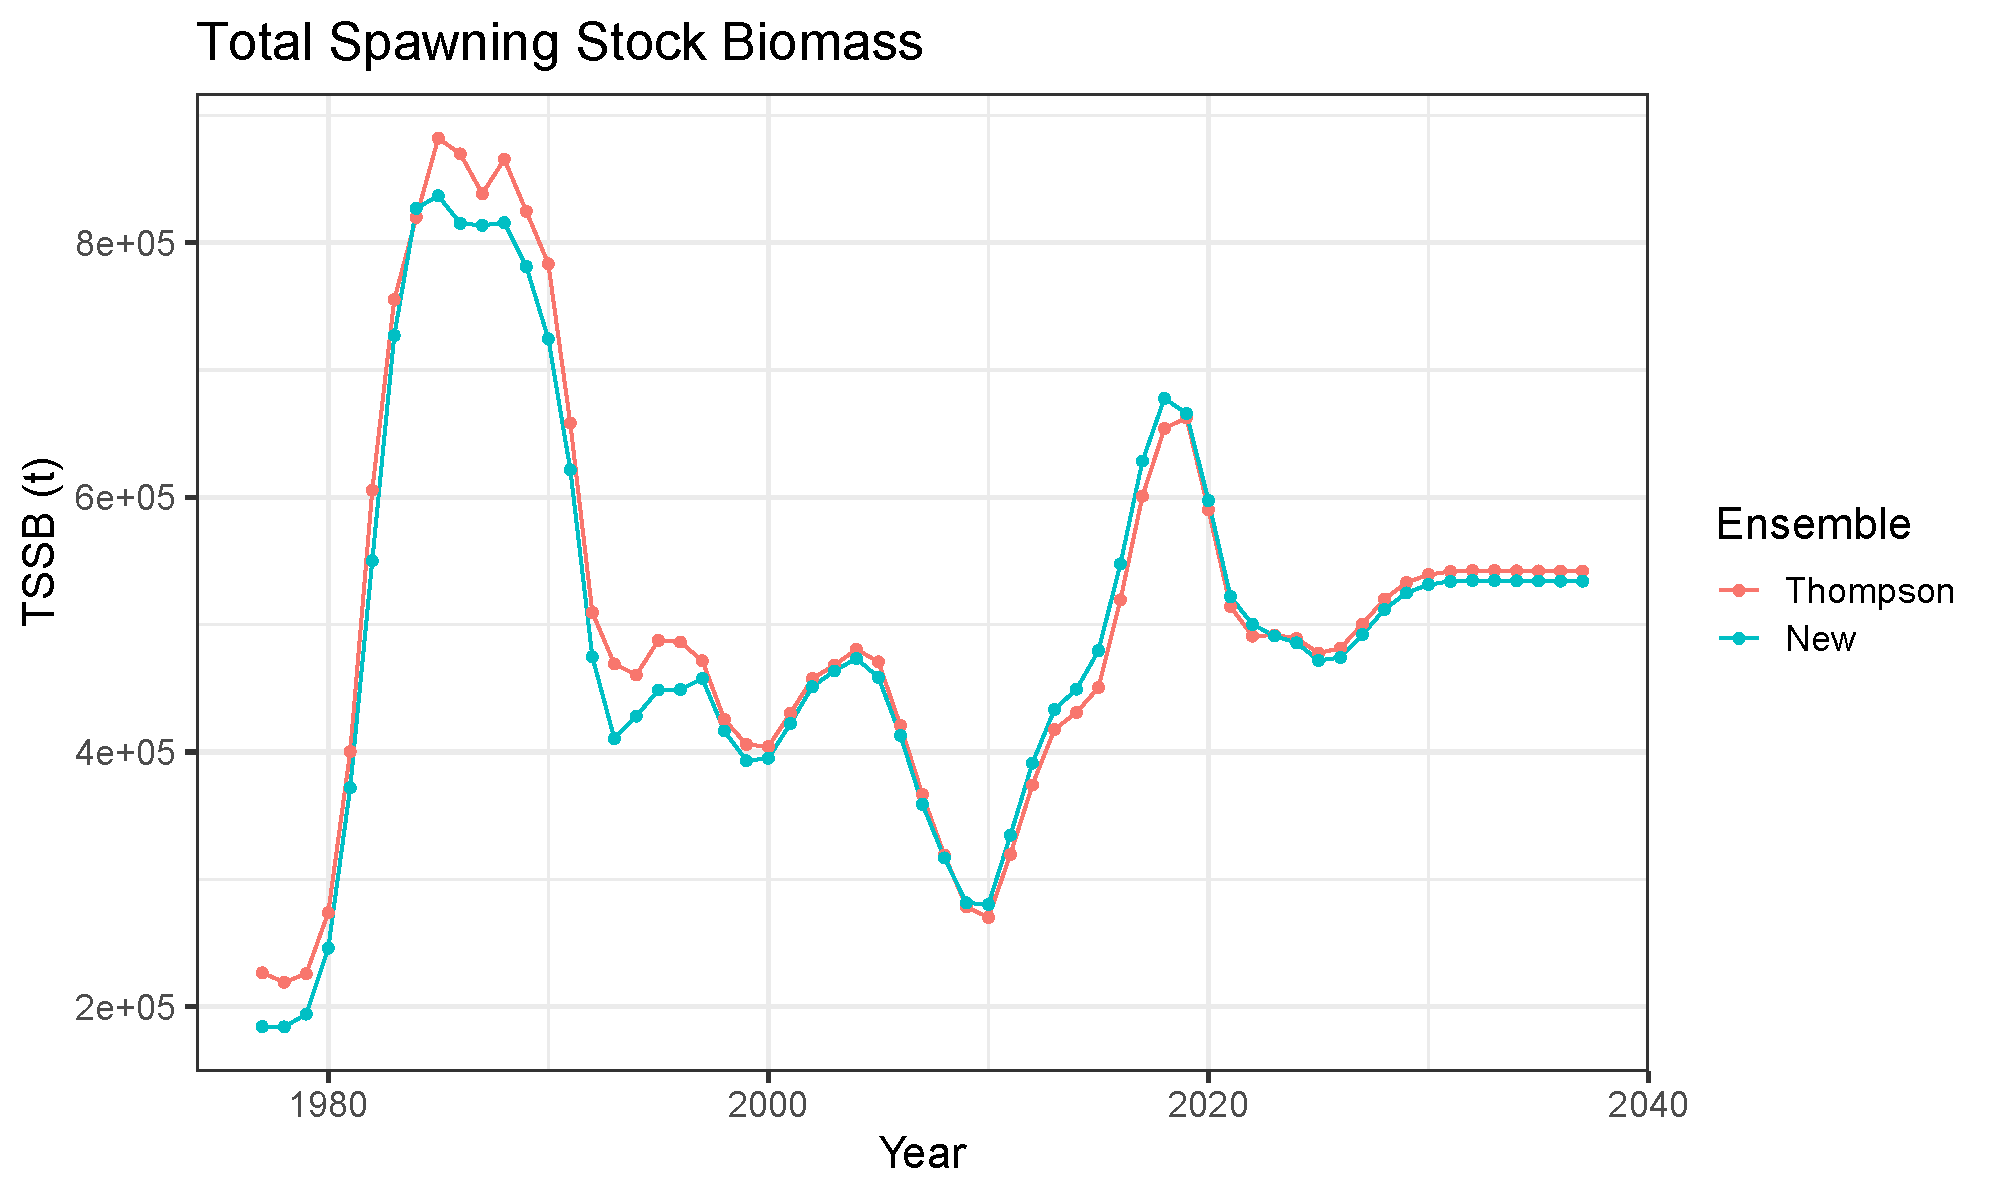 Total Spawning Stock Biomass
8e+05
6e+05
4e+05
2e+05
TSSB (t)
1980
2000
2020
2040
Year
Ensemble
Thompson
New